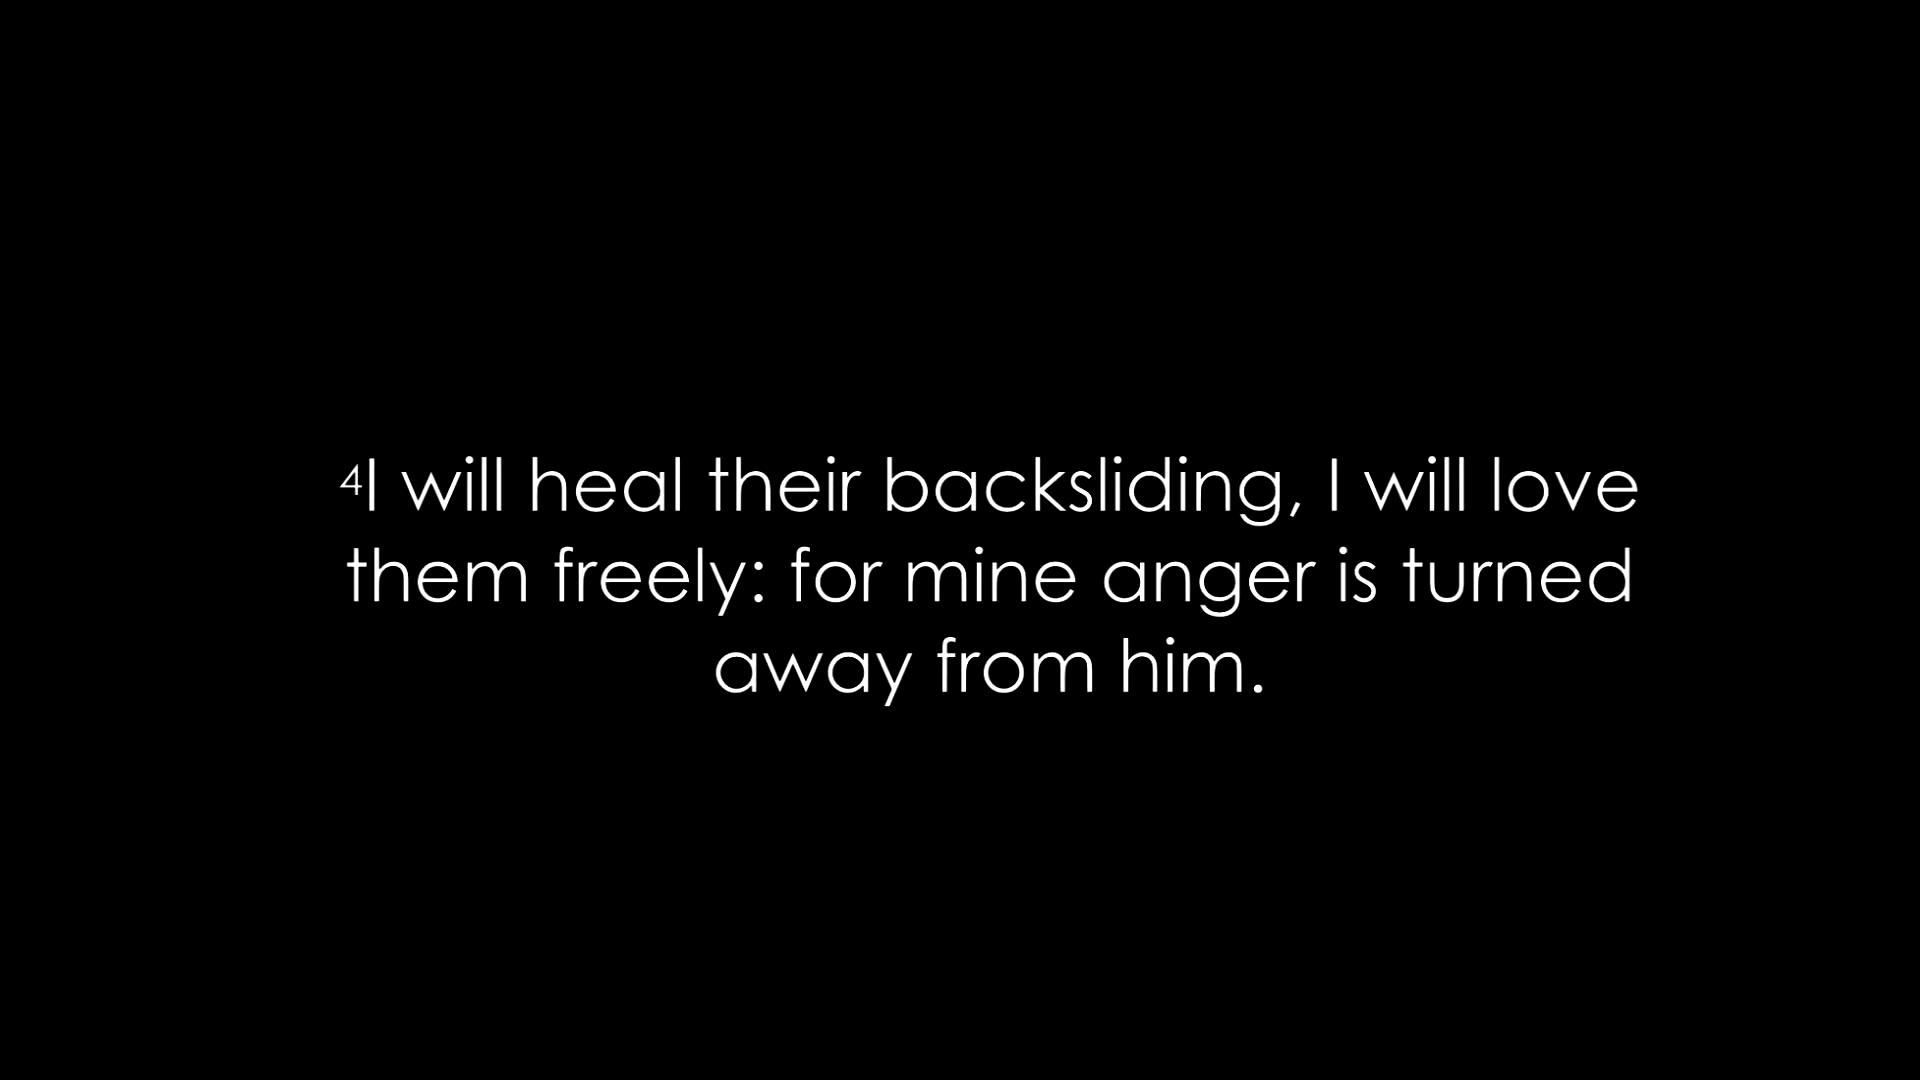 4I will heal their backsliding, I will love
them freely: for mine anger is turned
away from him.